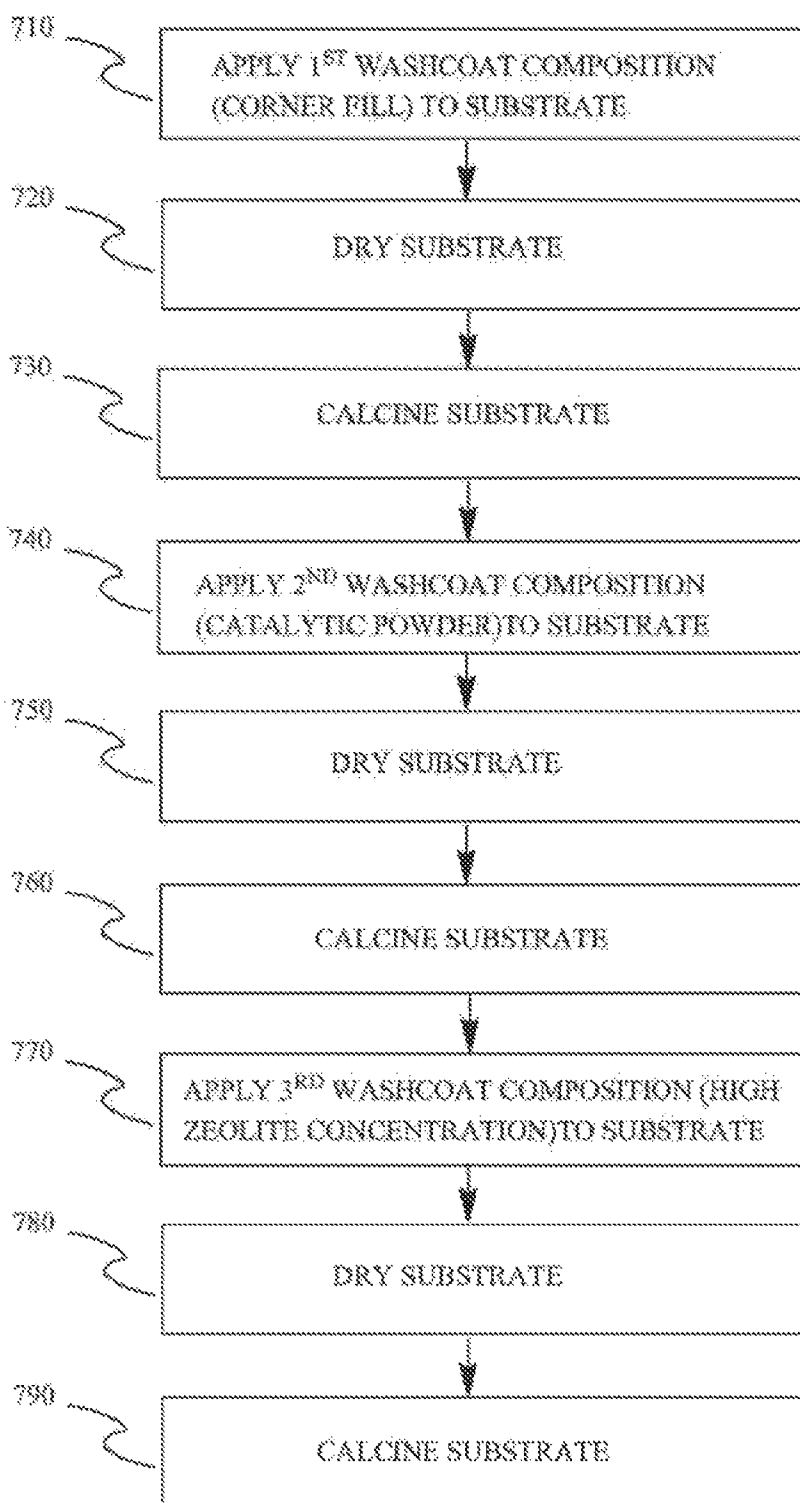 710
APPLY 1ST WASHCOAT COMPOSITION
(CORNER FILL) TO SUBSTRATE
720
DRY SUBSTRATE
730
CALCINE SUBSTRATE
740
APPLY 2ND WASHCOAT COMPOSITION
(CATALYTIC POWDER)TO SUBSTRATE
750
DRY SUBSTRATE
760
CALCINE SUBSTRATE
770
APPLY 3RD WASHCOAT COMPOSITION (HIGH
ZEOLITE CONCENTRATION)TO SUBSTRATE
780
DRY SUBSTRATE
790
CALCINE SUBSTRATE